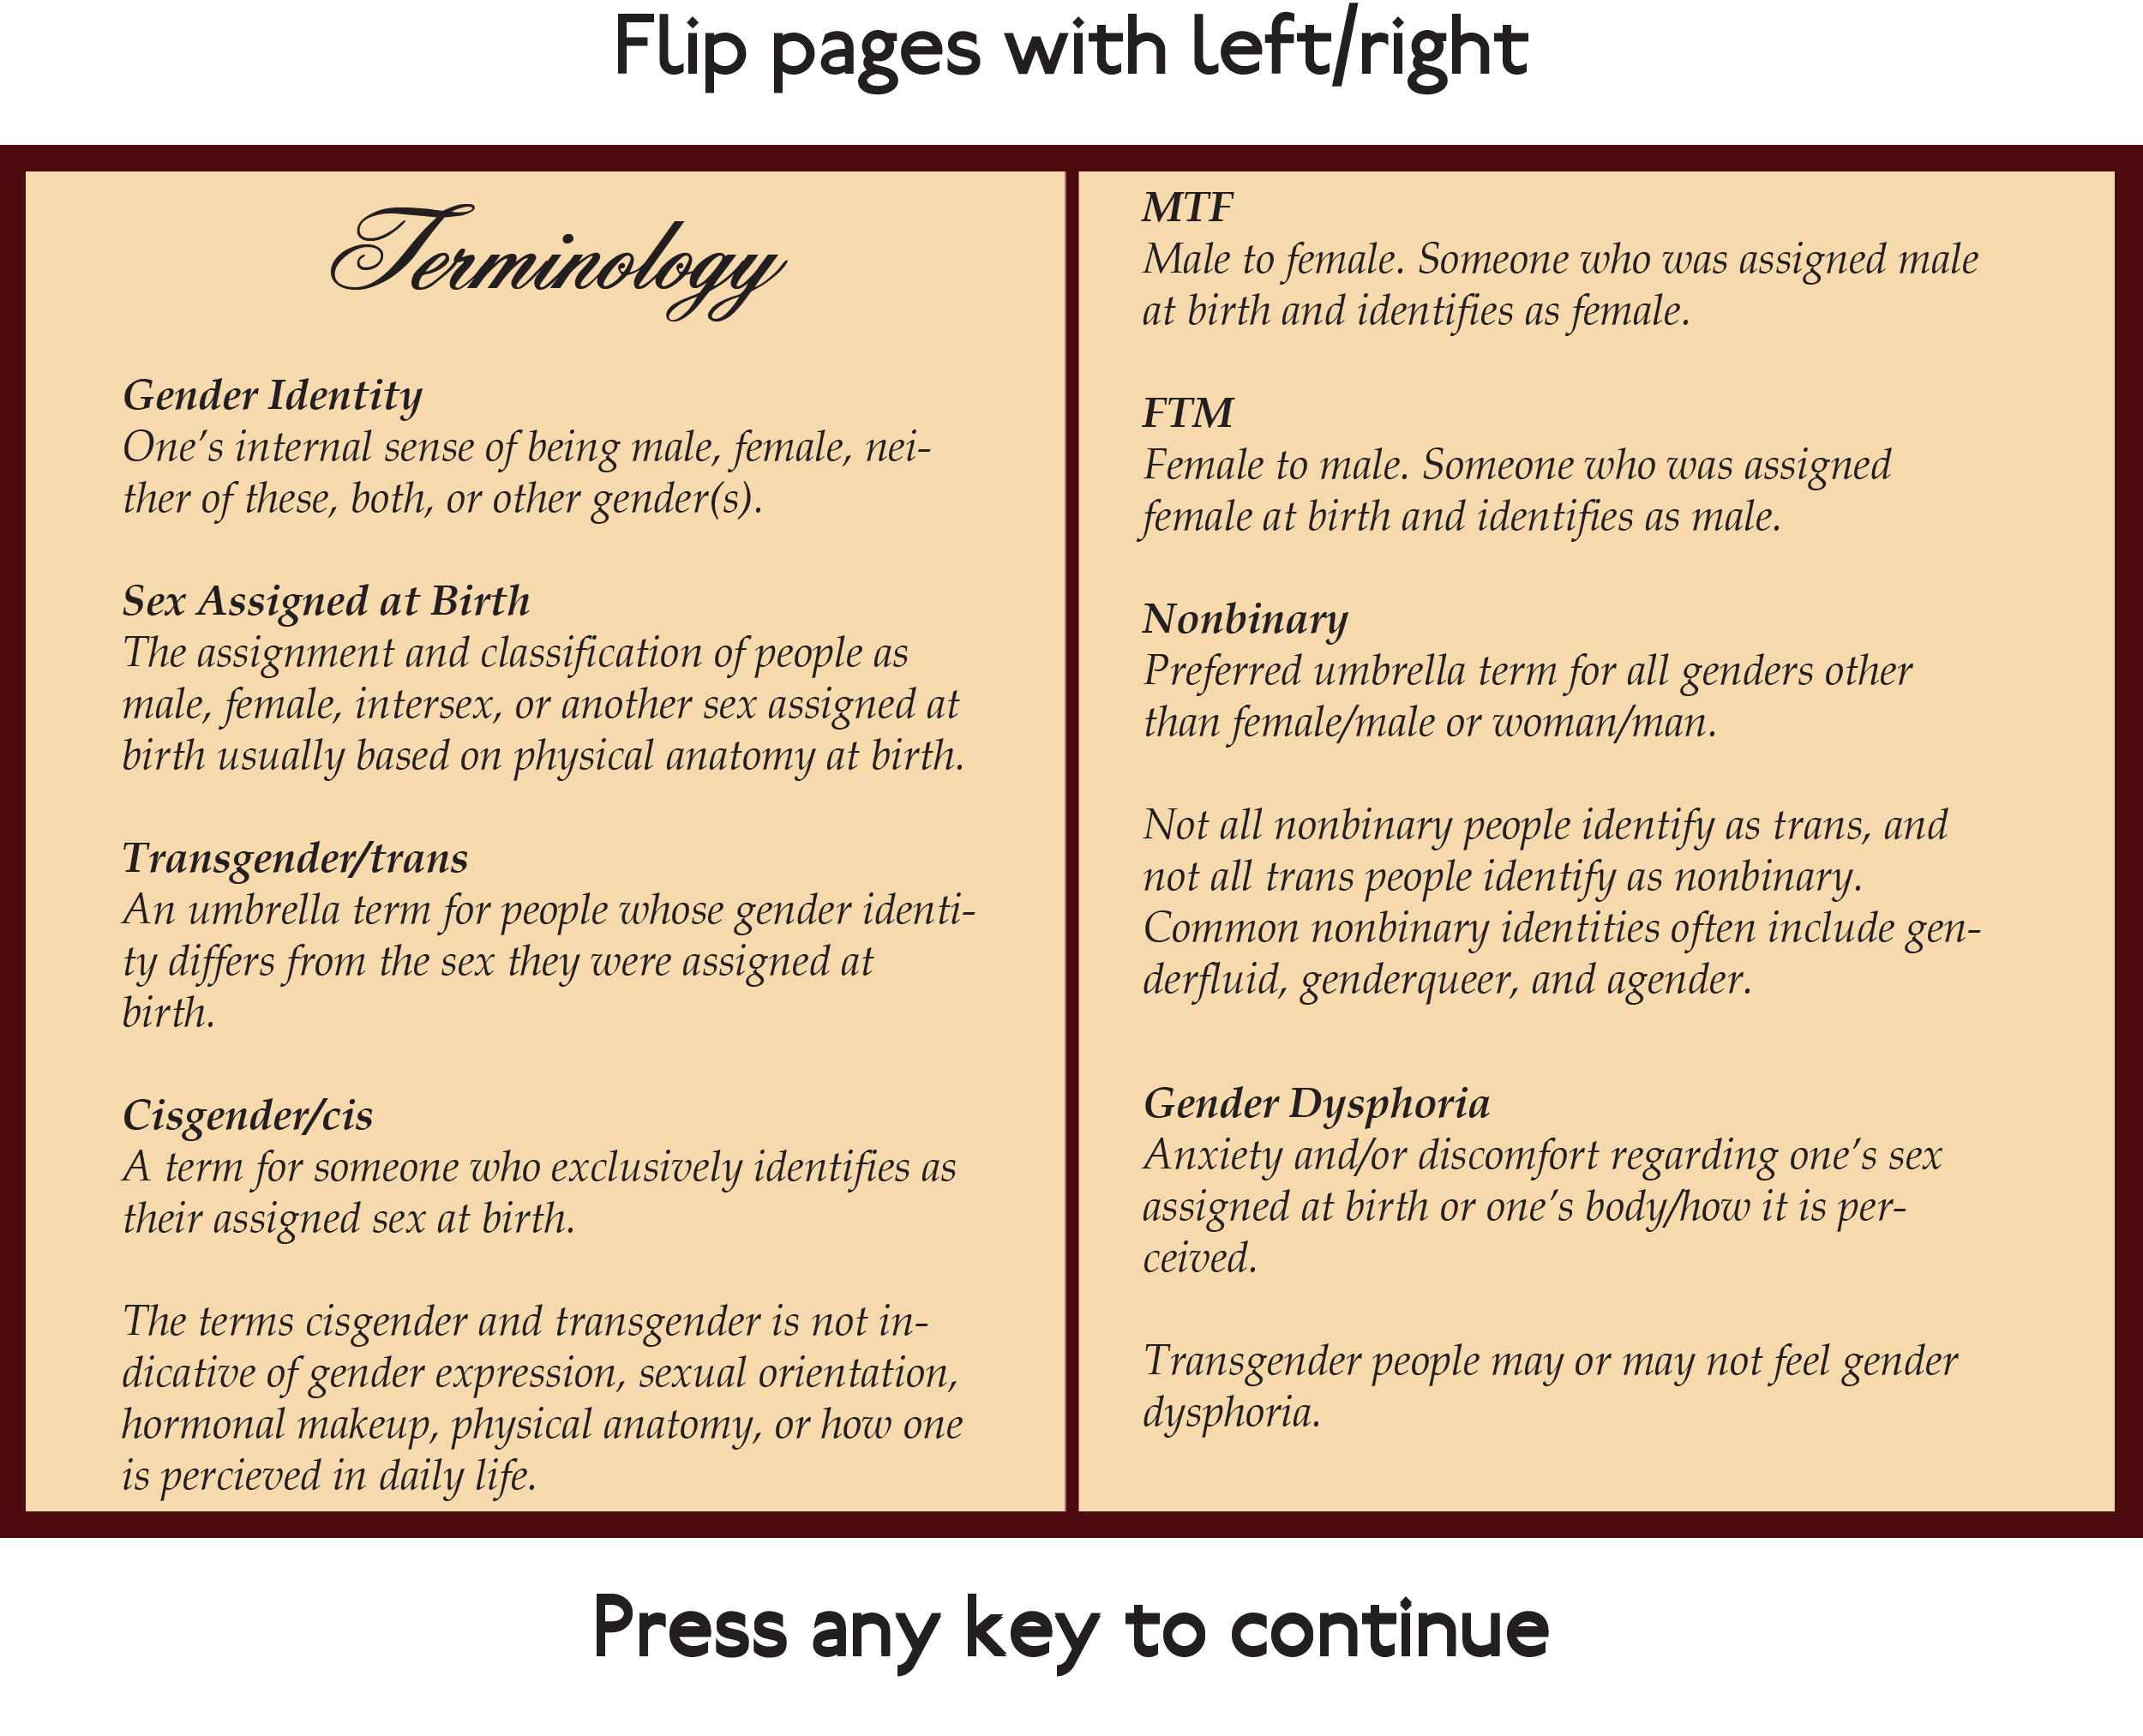 Flip pages with left/right
Terminology
Gender Identity
One's internal sense of being male, female, nei-
ther of these, both, or other gender(s).
Sex Assigned at Birth
The assignment and classification of people as
male, female, intersex, or another sex assigned at
birth usually based on physical anatomy at birth.
Transgender/trans
An umbrella term for people whose gender identi-
ty differs from the sex they were assigned at
birth.
Cisgender/cis
A term for someone who exclusively identifies as
their assigned sex at birth.
The terms cisgender and transgender is not in-
dicative of gender expression, sexual orientation,
hormonal makeup, physical anatomy, or how one
is percieved in daily life.
MTF
Male to female. Someone who was assigned male
at birth and identifies as female.
FTM
Female to male. Someone who was assigned
female at birth and identifies as male.
Nonbinary
Preferred umbrella term for all genders other
than female/male or woman/man.
Not all nonbinary people identify as trans, and
not all trans people identify as nonbinary.
Common nonbinary identities often include gen-
derfluid, genderqueer, and agender.
Gender Dysphoria
Anxiety and/or discomfort regarding one's sex
assigned at birth or one's body/how it is per-
ceived.
Transgender people may or may not feel gender
dysphoria.
Press any key to continue